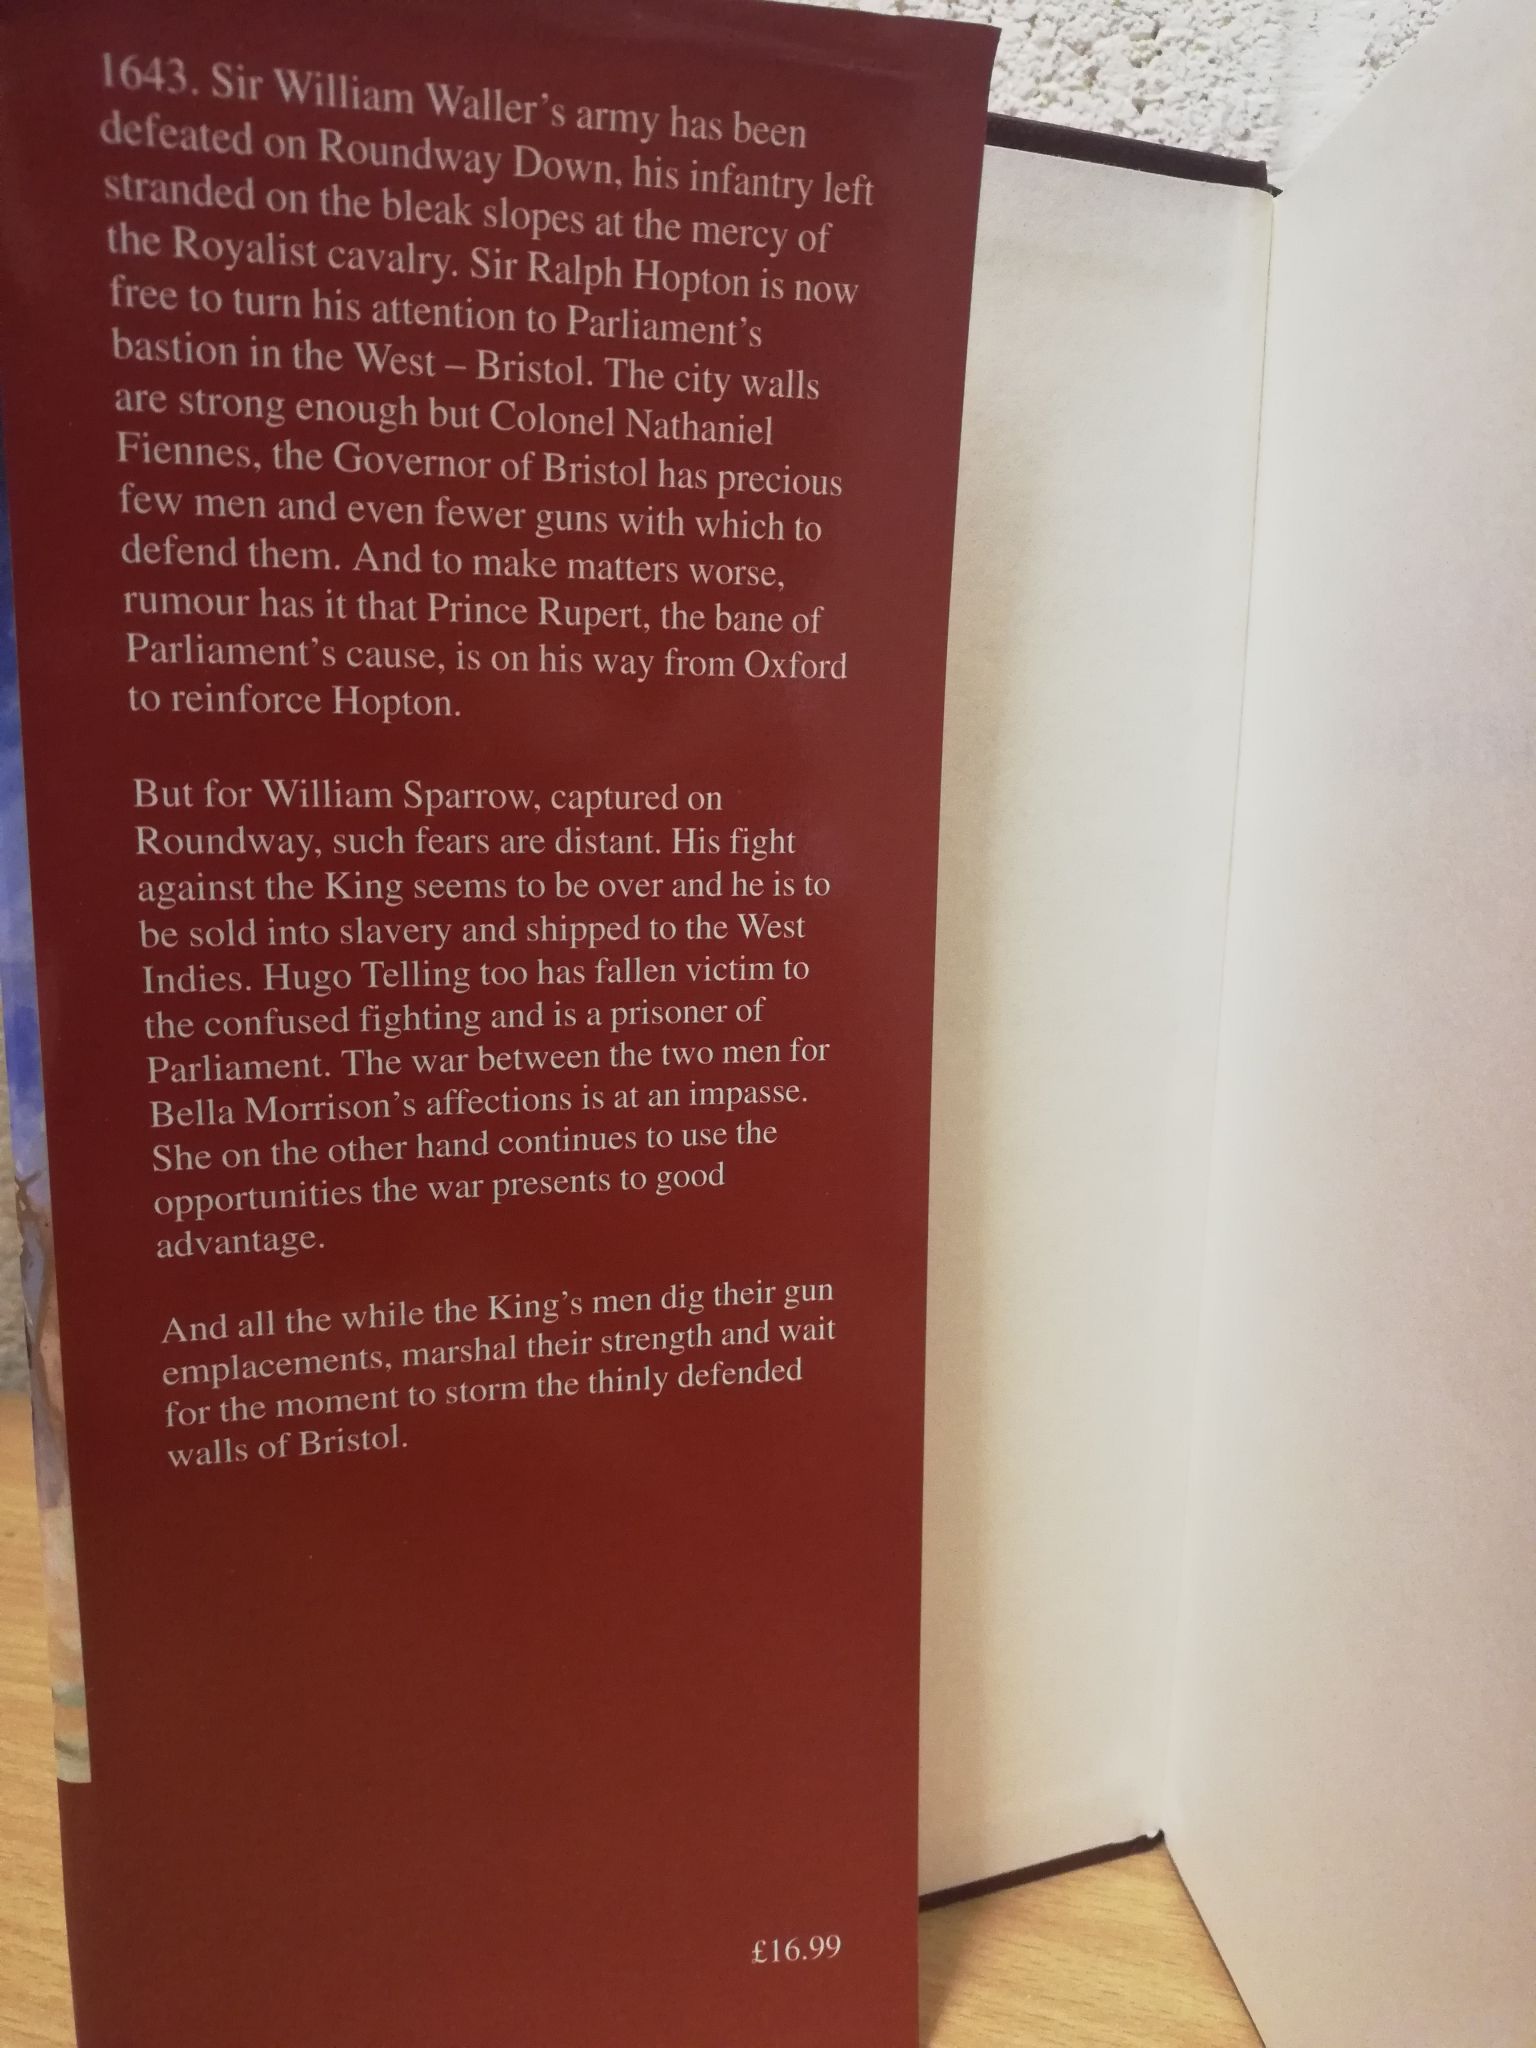 1643. Sir William Waller's army has been
defeated on Roundway Down, his infantry left
stranded on the bleak slopes at the mercy of
the Royalist cavalry. Sir Ralph Hopton is now
free to turn his attention to Parliament's
bastion in the West – Bristol. The city walls
are strong enough but Colonel Nathaniel
Fiennes, the Governor of Bristol has precious
few men and even fewer guns with which to
defend them. And to make matters worse,
rumour has it that Prince Rupert, the bane of
Parliament's cause, is on his way from Oxford
to reinforce Hopton.
But for William Sparrow, captured on
Roundway, such fears are distant. His fight
against the King seems to be over and he is to
be sold into slavery and shipped to the West
Indies. Hugo Telling too has fallen victim to
the confused fighting and is a prisoner of
Parliament. The war between the two men for
Bella Morrison's affections is at an impasse.
She on the other hand continues to use the
opportunities the war presents to good
advantage.
And all the while the King's men dig their gun
emplacements, marshal their strength and wait
for the moment to storm the thinly defended
walls of Bristol.
£16.99